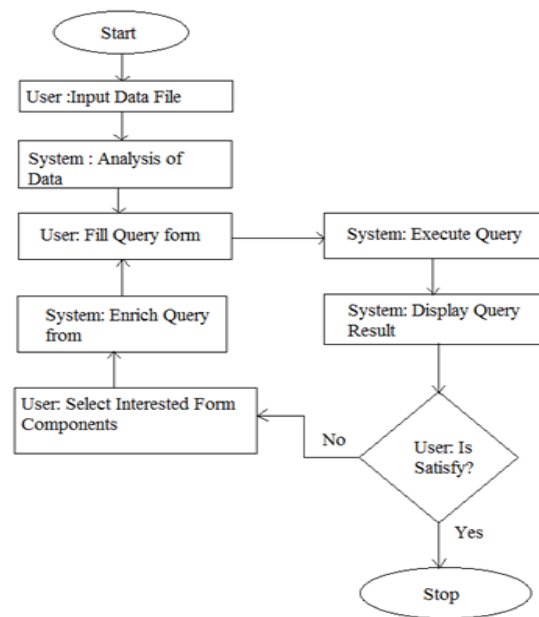 Start
User :Input Data File
System : Analysis of
Data
User: Fill Query form
System: Execute Query
System: Enrich Query
from
System: Display Query
Result
User: Select Interested Form
Components
No
User: Is
Satisfy?
Yes
Stop